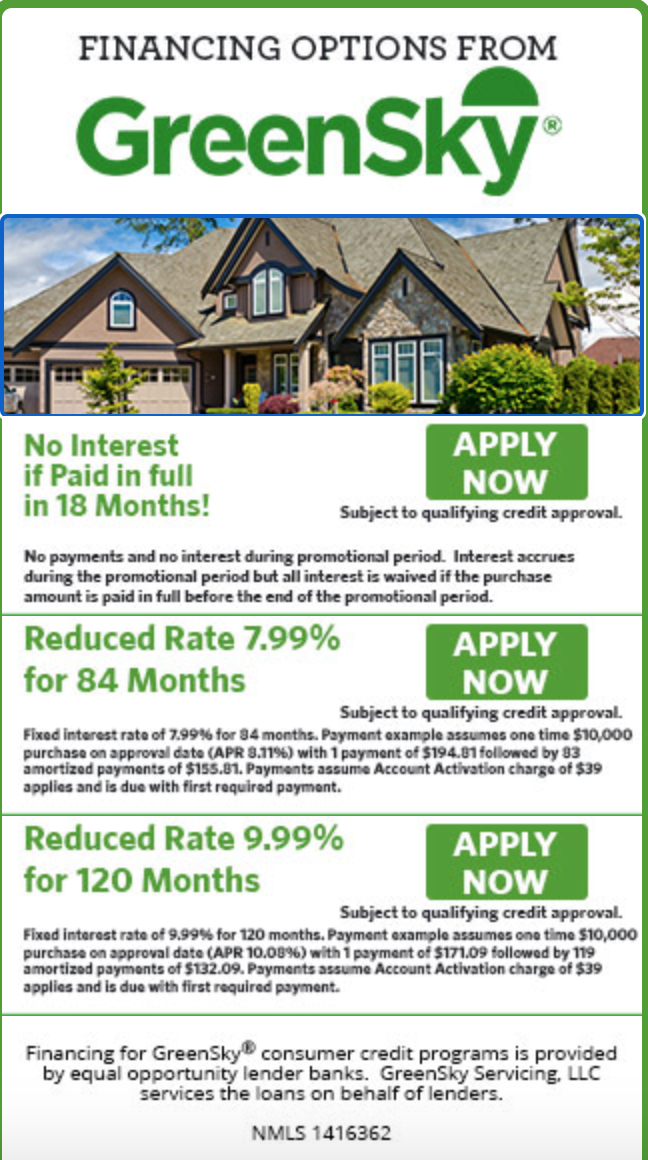 FINANCING OPTIONS FROM
GreenSky®
No Interest
if Paid in full
in 18 Months!
APPLY
NOW
Subject to qualifying credit approval.
No payments and no interest during promotional period. Interest accrues
during the promotional period but all interest is waived if the purchase
amount is paid in full before the end of the promotional period.
Reduced Rate 7.99%
for 84 Months
APPLY
NOW
Subject to qualifying credit approval.
Fixed interest rate of 7.99% for 84 months. Payment example assumes one time $10,000
purchase on approval date (APR 8.11%) with 1 payment of $194.81 followed by 83
amortized payments of $155.81. Payments assume Account Activation charge of $39
applies and is due with first required payment.
Reduced Rate 9.99%
for 120 Months
APPLY
NOW
Subject to qualifying credit approval.
Fixed interest rate of 9.99% for 120 months. Payment example assumes one time $10,000
purchase on approval date (APR 10.08%) with 1 payment of $171.09 followed by 119
amortized payments of $132.09. Payments assume Account Activation charge of $39
applies and is due with first required payment.
Financing for GreenSky® consumer credit programs is provided
by equal opportunity lender banks. GreenSky Servicing, LLC
services the loans on behalf of lenders.
NMLS 1416362